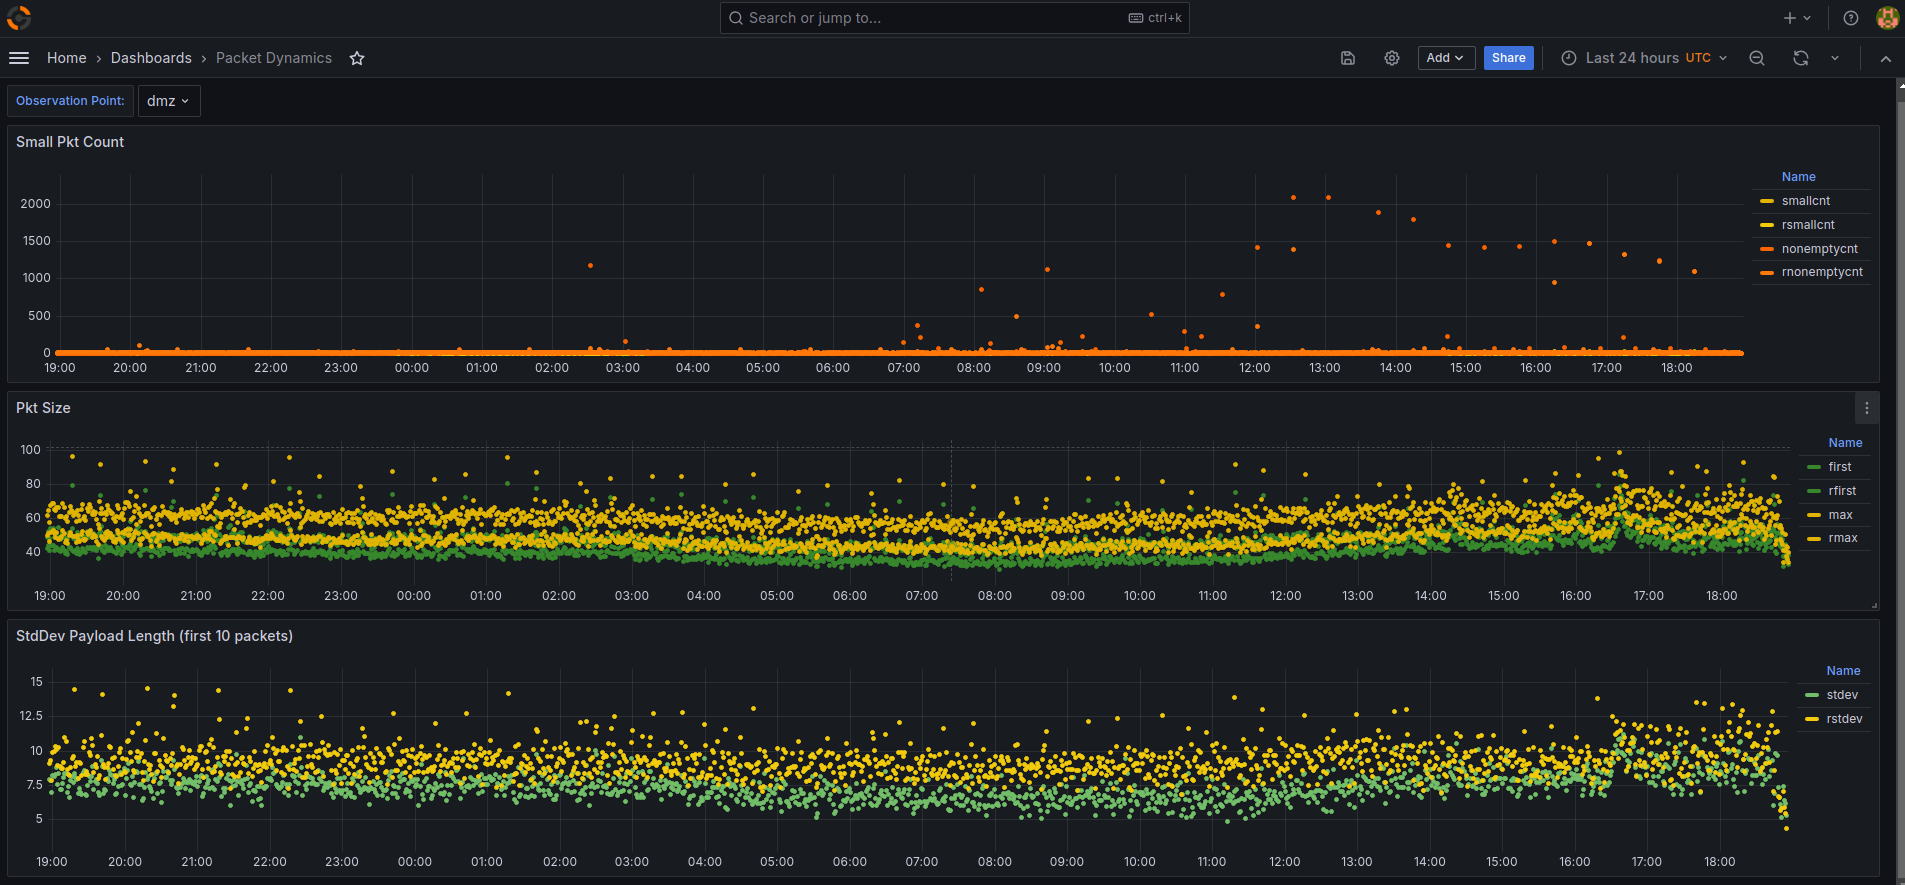 Search or jump to...
ctrl+k
Home › Dashboards › Packet Dynamics
Add
Share
Last 24 hours UTC
Observation Point:
dmz
Small Pkt Count
2000
1500
1000
500
0
19:00 20:00 21:00 22:00 23:00 00:00 01:00 02:00 03:00 04:00 05:00 06:00 07:00 08:00 09:00 10:00 11:00 12:00 13:00 14:00 15:00 16:00 17:00 18:00
Name
smallcnt
rsmallcnt
nonemptycnt
rnonemptycnt
Pkt Size
100
80
60
40
19:00 20:00 21:00 22:00 23:00 00:00 01:00 02:00 03:00 04:00 05:00 06:00 07:00 08:00 09:00 10:00 11:00 12:00 13:00 14:00 15:00 16:00 17:00 18:00
Name
first
rfirst
max
rmax
StdDev Payload Length (first 10 packets)
15
12.5
10
7.5
5
19:00 20:00 21:00 22:00 23:00 00:00 01:00 02:00 03:00 04:00 05:00 06:00 07:00 08:00 09:00 10:00 11:00 12:00 13:00 14:00 15:00 16:00 17:00 18:00
Name
stdev
rstdev